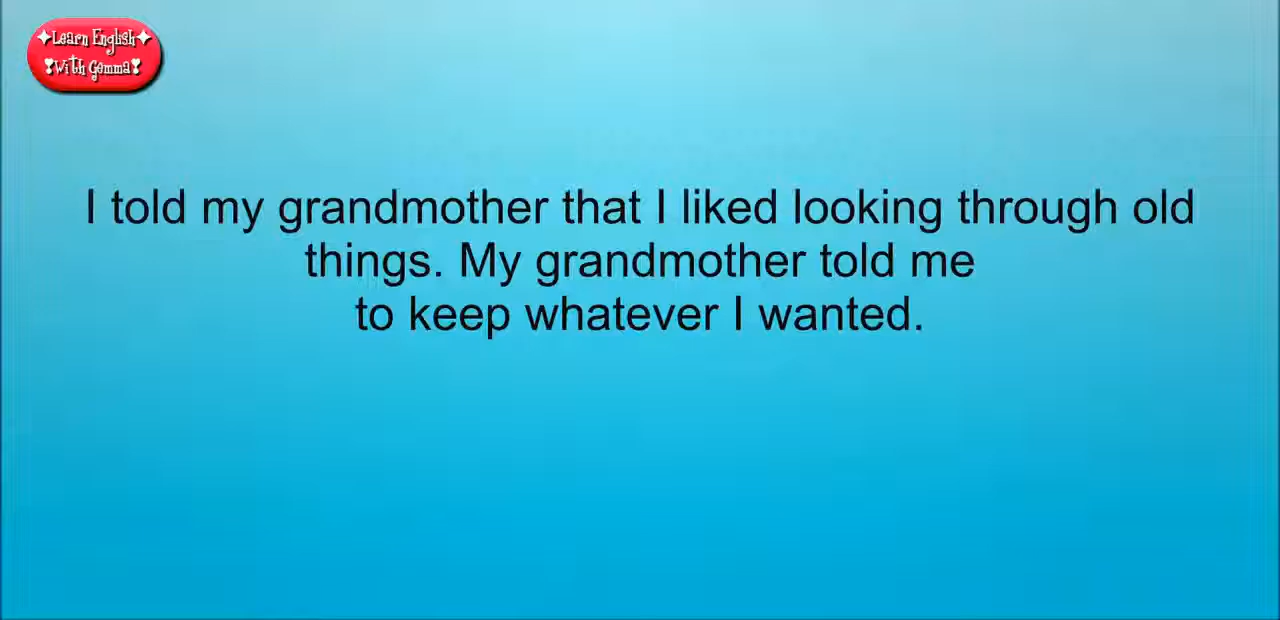 ✦Learn English✦
❣With Gemma❣
I told my grandmother that I liked looking through old
things. My grandmother told me
to keep whatever I wanted.